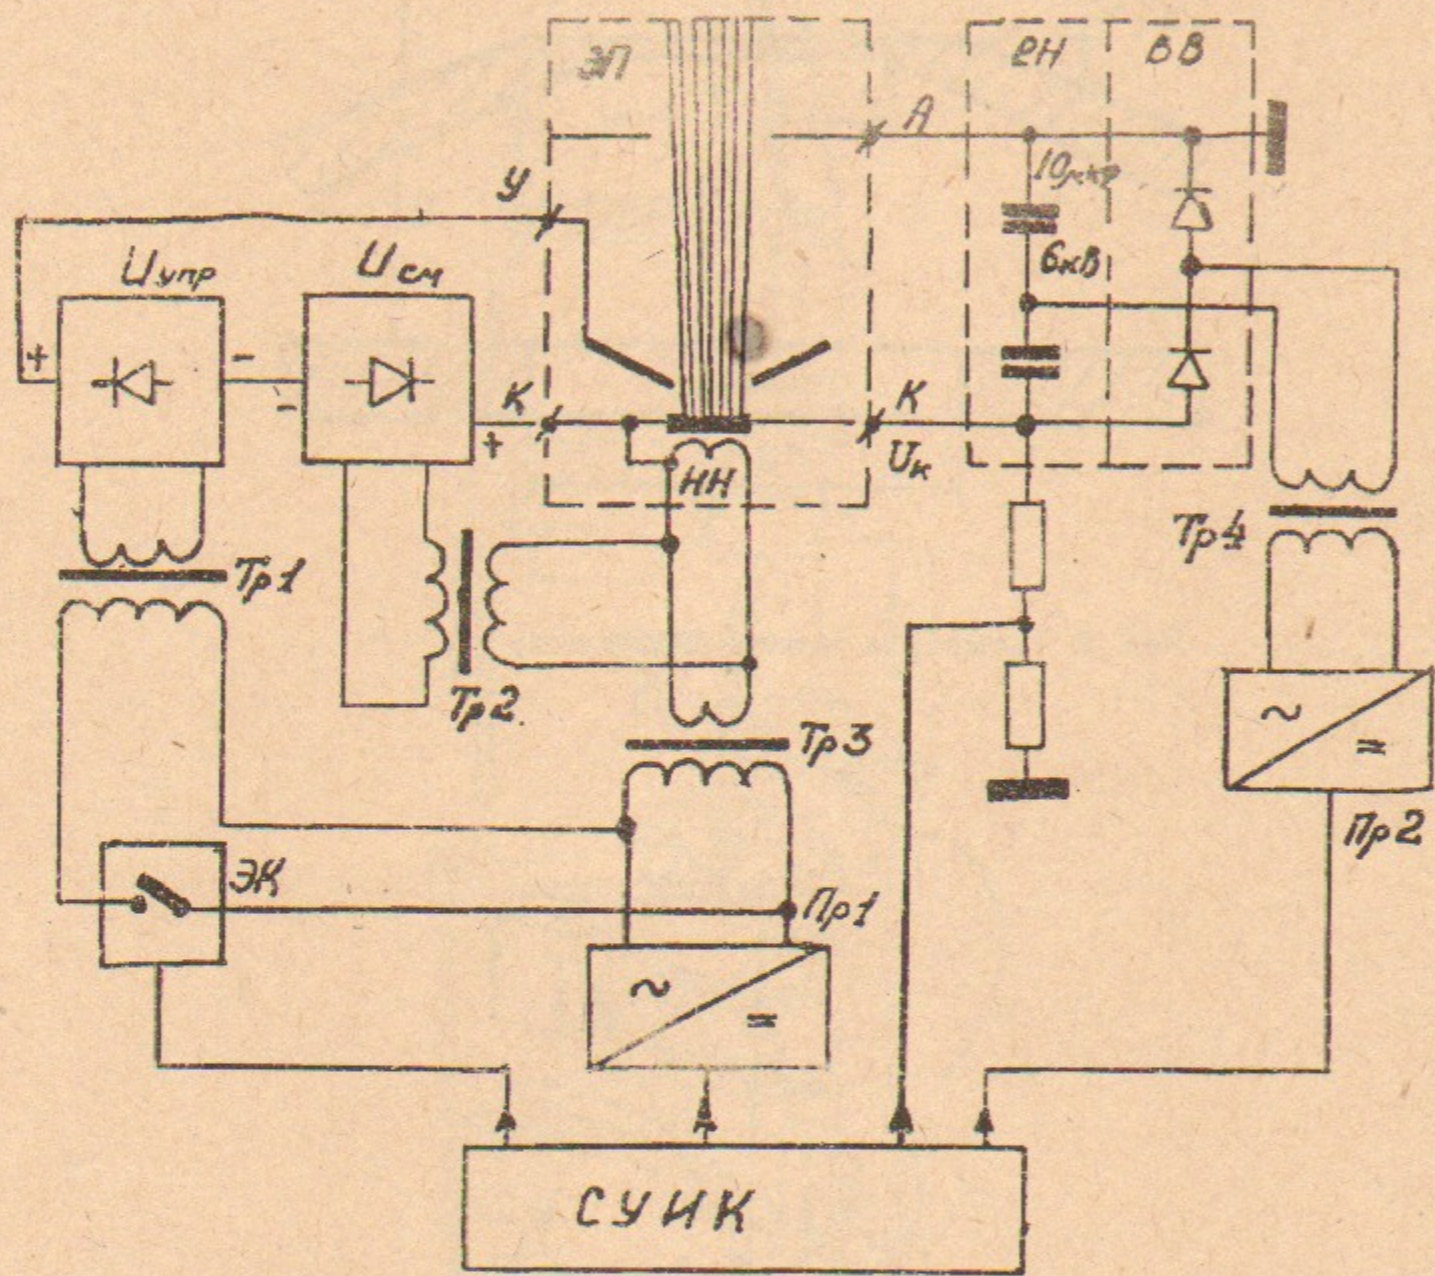 ЭП
ЕН
ВВ
А
У
10мкф
Uупр
Uсм
6кВ
+
-
-
+
К
К
Uк
НН
Тр1
Тр2.
Тр3
Тр4
~
=
Пр2
ЭК
Пр1
~
=
СУИК